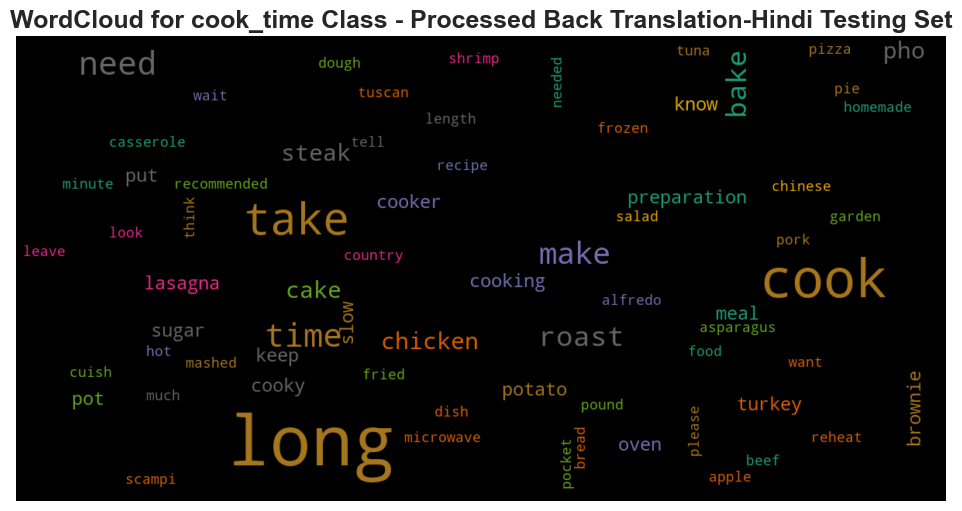 WordCloud for cook_time Class - Processed Back Translation-Hindi Testing Set
need
dough
shrimp
needed
tuna
bake
pizza
pho
wait
tuscan
know
pie
homemade
length
frozen
casserole
steak
tell
recipe
minute
put
recommended
think
cooker
preparation
chinese
take
salad
garden
look
leave
country
make
pork
lasagna
cake
cooking
cook
alfredo
slow
meal
sugar
time
chicken
roast
asparagus
hot
mashed
keep
food
want
cuish
fried
cooky
potato
pot
much
pound
turkey
brownie
long
dish
microwave
pocket
bread
oven
please
reheat
beef
scampi
apple